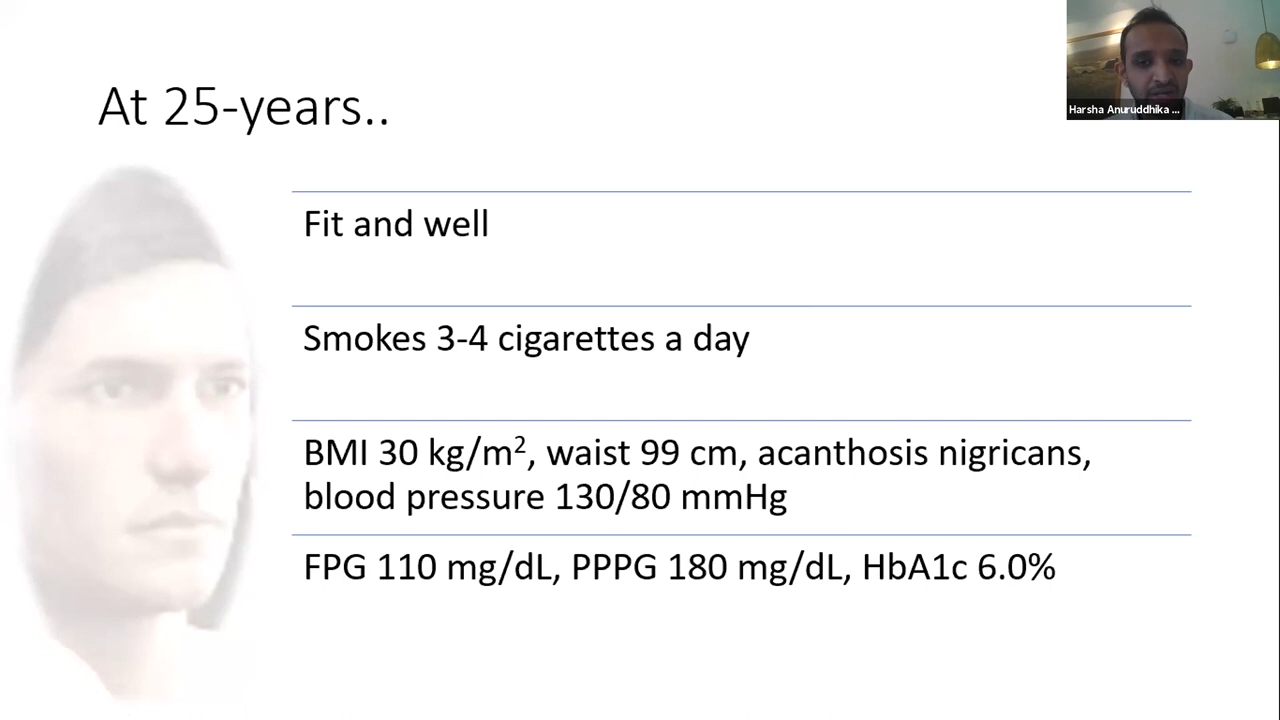 At 25-years..
Harsha Anuruddhika ...
Fit and well
Smokes 3-4 cigarettes a day
BMI 30 kg/m², waist 99 cm, acanthosis nigricans,
blood pressure 130/80 mmHg
FPG 110 mg/dL, PPPG 180 mg/dL, HbA1c 6.0%